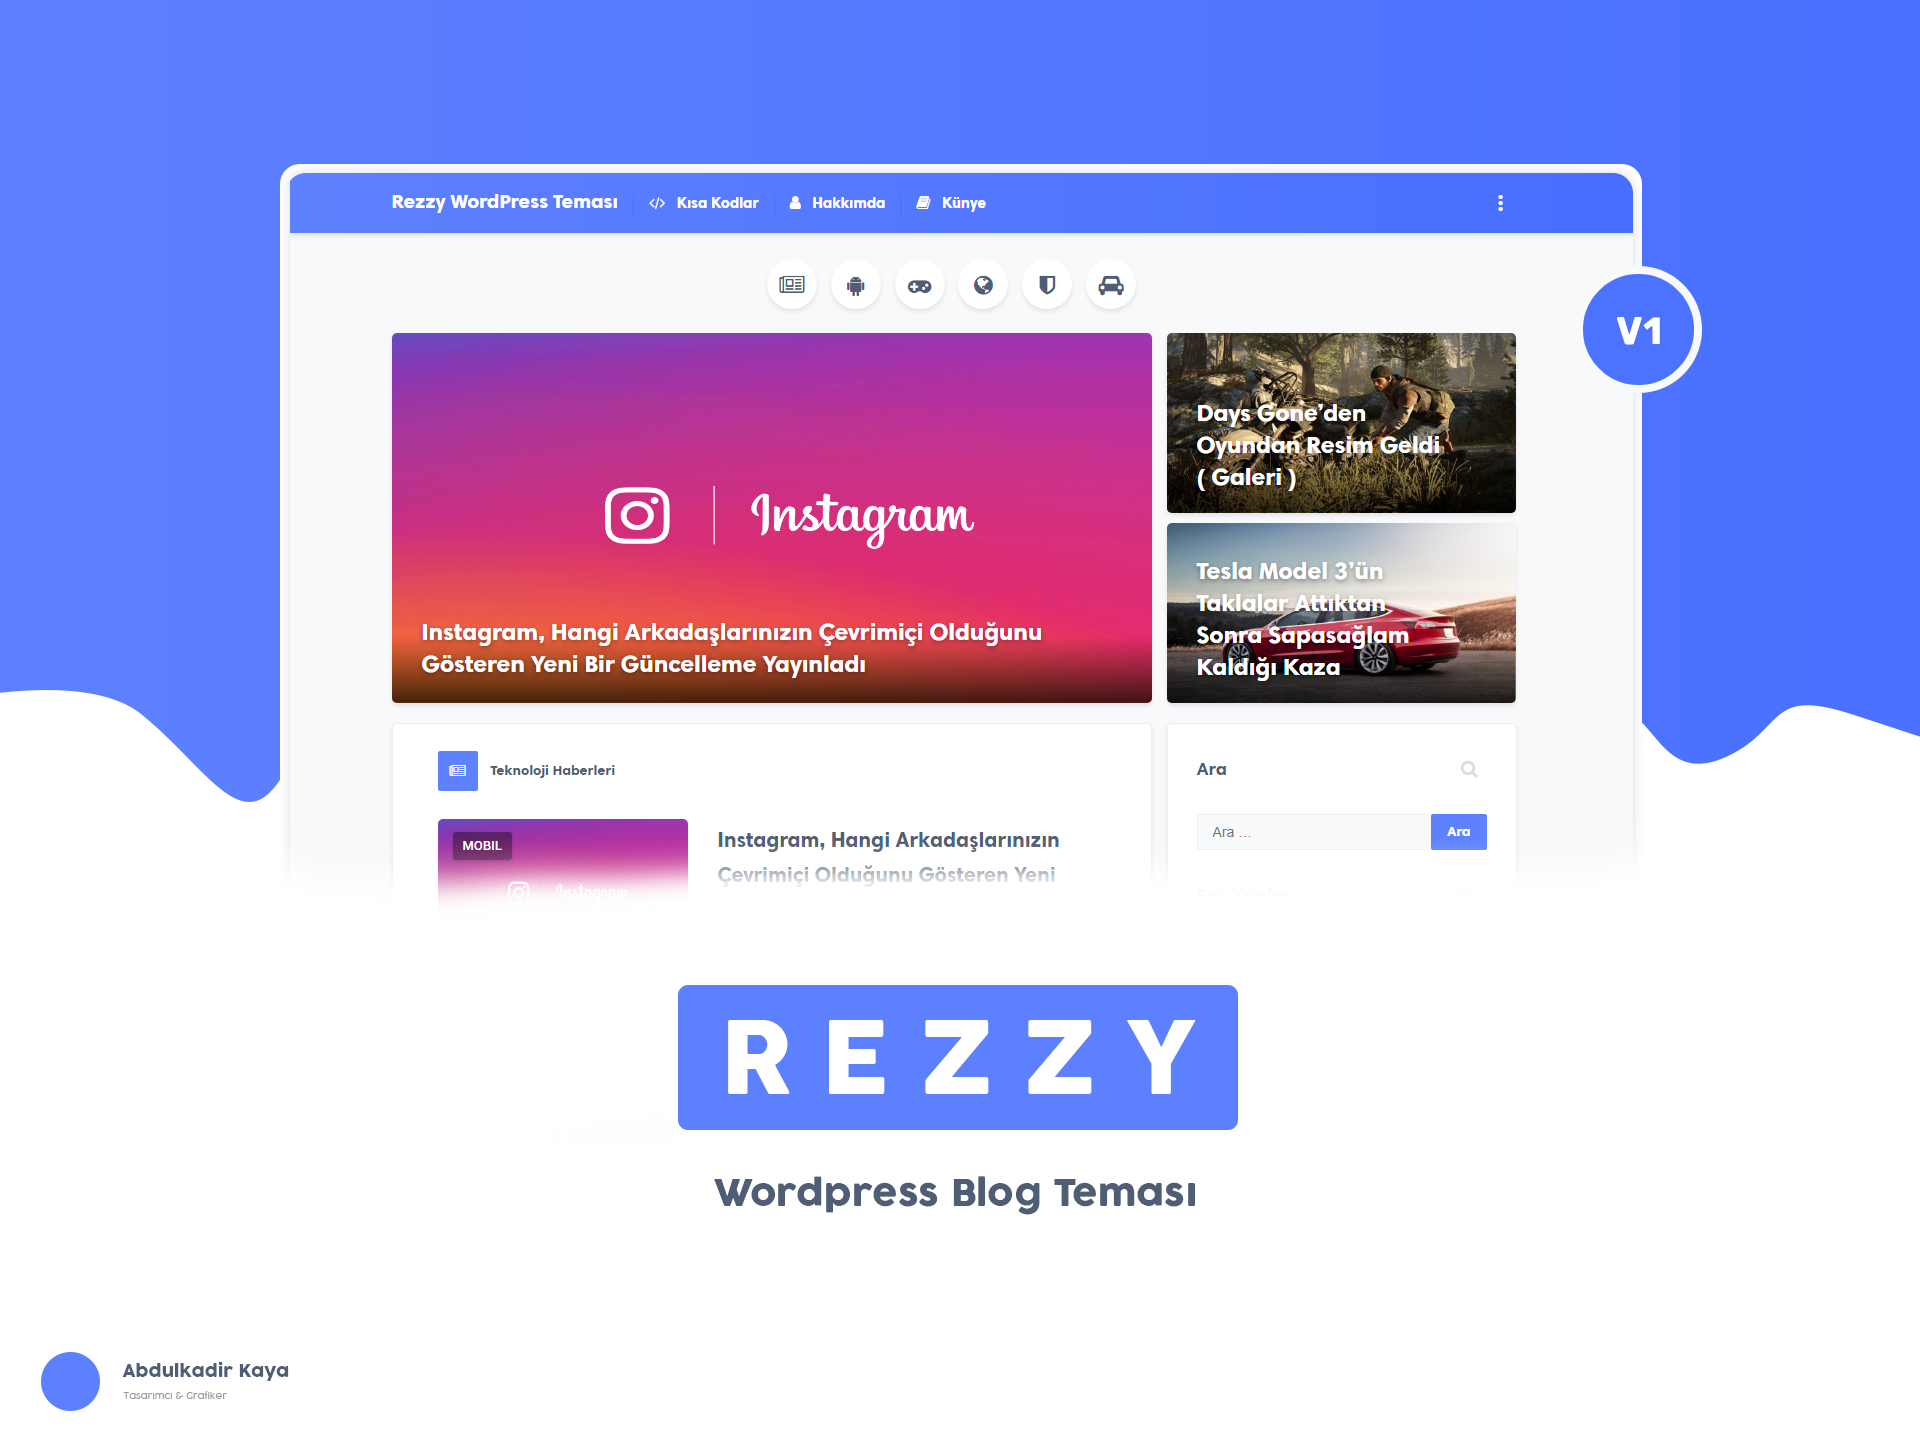 Rezzy WordPress Teması
Kısa Kodlar
Hakkımda
Künye
V1
Instagram
Instagram, Hangi Arkadaşlarınızın Çevrimiçi Olduğunu
Gösteren Yeni Bir Güncelleme Yayınladı
Days Gone’den
Oyundan Resim Geldi
( Galeri )
Tesla Model 3’ün
Taklalar Attıktan
Sonra Sapasağlam
Kaldığı Kaza
Teknoloji Haberleri
MOBIL
Instagram
Instagram, Hangi Arkadaşlarınızın
Çevrimiçi Olduğunu Gösteren Yeni
Ara
Ara ...
Ara
REZZY
Wordpress Blog Teması
Abdulkadir Kaya
Tasarımcı & Grafiker